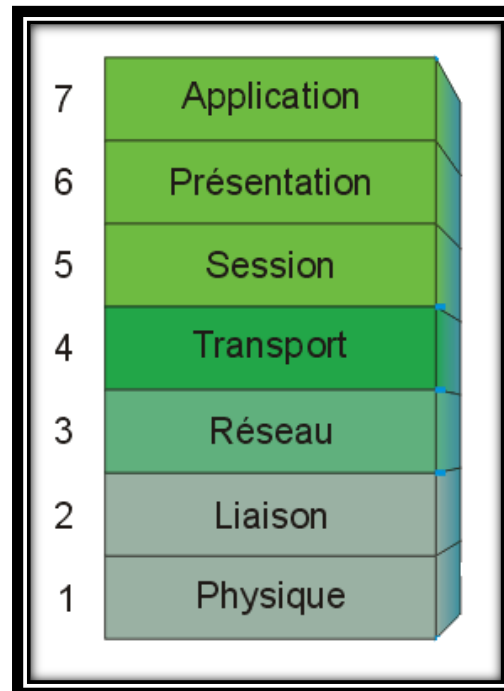 7 Application
6 Présentation
5 Session
4 Transport
3 Réseau
2 Liaison
1 Physique